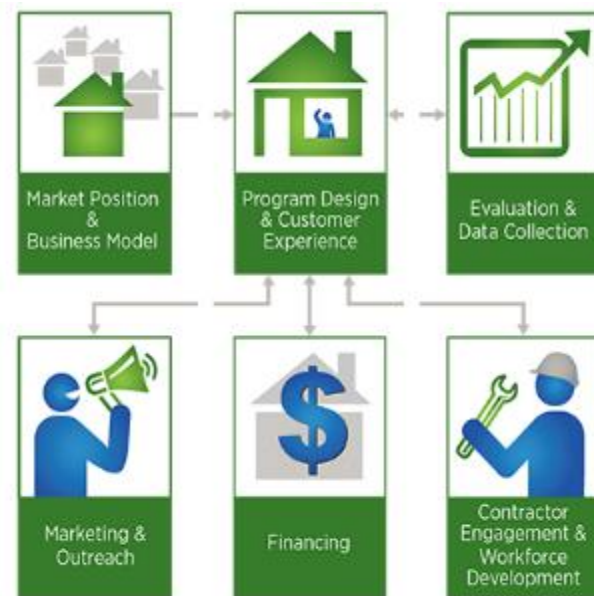 Market Position
&
Business Model
Program Design
& Customer
Experience
Evaluation &
Data Collection
Marketing &
Outreach
$
Financing
Contractor
Engagement &
Workforce
Development